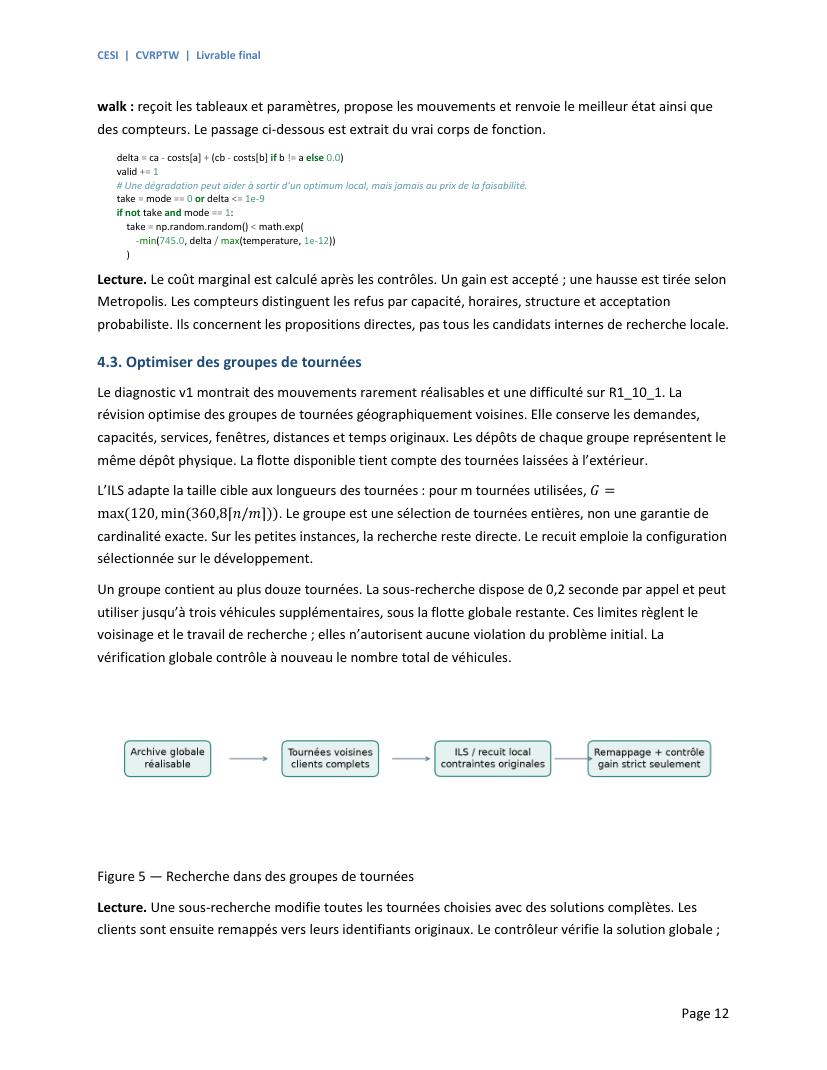 CESI | CVRPTW | Livrable final
walk : reçoit les tableaux et paramètres, propose les mouvements et renvoie le meilleur état ainsi que
des compteurs. Le passage ci-dessous est extrait du vrai corps de fonction.
delta = ca - costs[a] + (cb - costs[b] if b != a else 0.0)
valid += 1
# Une dégradation peut aider à sortir d’un optimum local, mais jamais au prix de la faisabilité.
take = mode == 0 or delta <= 1e-9
if not take and mode == 1:
take = np.random.random() < math.exp(
-min(745.0, delta / max(temperature, 1e-12))
)
Lecture. Le coût marginal est calculé après les contrôles. Un gain est accepté ; une hausse est tirée selon
Metropolis. Les compteurs distinguent les refus par capacité, horaires, structure et acceptation
probabiliste. Ils concernent les propositions directes, pas tous les candidats internes de recherche locale.
4.3. Optimiser des groupes de tournées
Le diagnostic v1 montrait des mouvements rarement réalisables et une difficulté sur R1_10_1. La
révision optimise des groupes de tournées géographiquement voisines. Elle conserve les demandes,
capacités, services, fenêtres, distances et temps originaux. Les dépôts de chaque groupe représentent le
même dépôt physique. La flotte disponible tient compte des tournées laissées à l’extérieur.
L’ILS adapte la taille cible aux longueurs des tournées : pour m tournées utilisées, G =
max(120, min(360,8⌈n/m⌉)). Le groupe est une sélection de tournées entières, non une garantie de
cardinalité exacte. Sur les petites instances, la recherche reste directe. Le recuit emploie la configuration
sélectionnée sur le développement.
Un groupe contient au plus douze tournées. La sous-recherche dispose de 0,2 seconde par appel et peut
utiliser jusqu’à trois véhicules supplémentaires, sous la flotte globale restante. Ces limites règlent le
voisinage et le travail de recherche ; elles n’autorisent aucune violation du problème initial. La
vérification globale contrôle à nouveau le nombre total de véhicules.
Archive globale
réalisable
Tournées voisines
clients complets
ILS / recuit local
contraintes originales
Remappage + contrôle
gain strict seulement
Figure 5 — Recherche dans des groupes de tournées
Lecture. Une sous-recherche modifie toutes les tournées choisies avec des solutions complètes. Les
clients sont ensuite remappés vers leurs identifiants originaux. Le contrôleur vérifie la solution globale ;
Page 12